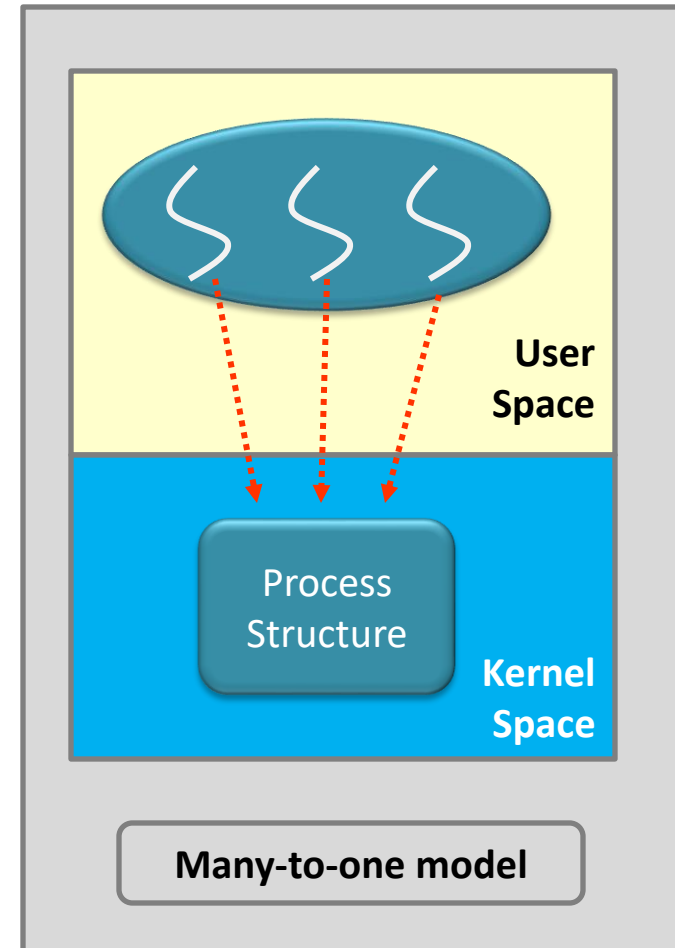 User
Space
Process
Structure
Kernel
Space
Many-to-one model